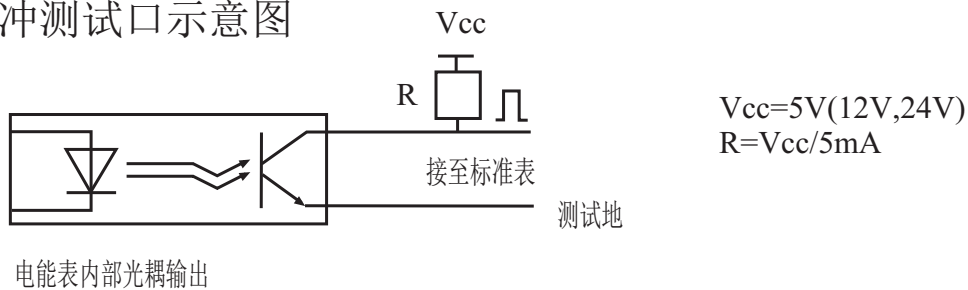 冲测试口示意图
Vcc
R
Vcc=5V(12V,24V)
R=Vcc/5mA
接至标准表
测试地
电能表内部光耦输出